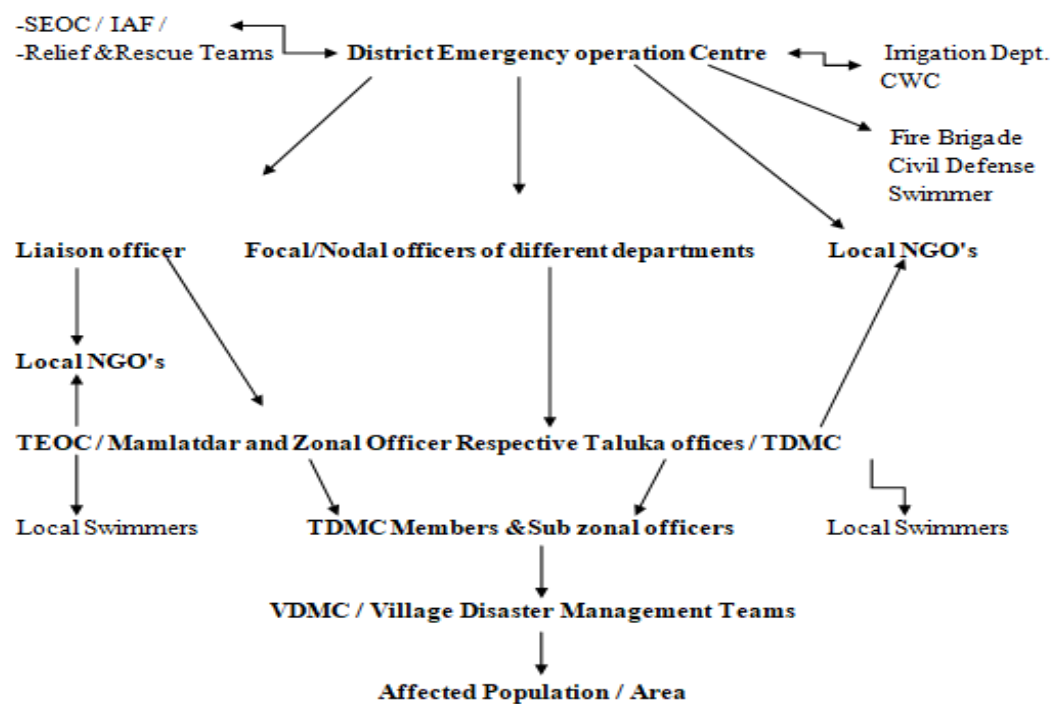 -SEOC / IAF /
-Relief &Rescue Teams
District Emergency operation Centre
Irrigation Dept.
CWC
Fire Brigade
Civil Defense
Swimmer
Liaison officer
Focal/Nodal officers of different departments
Local NGO's
Local NGO's
TEOC / Mamlatdar and Zonal Officer Respective Taluka offices / TDMC
Local Swimmers
TDMC Members &Sub zonal officers
Local Swimmers
VDMC / Village Disaster Management Teams
Affected Population / Area